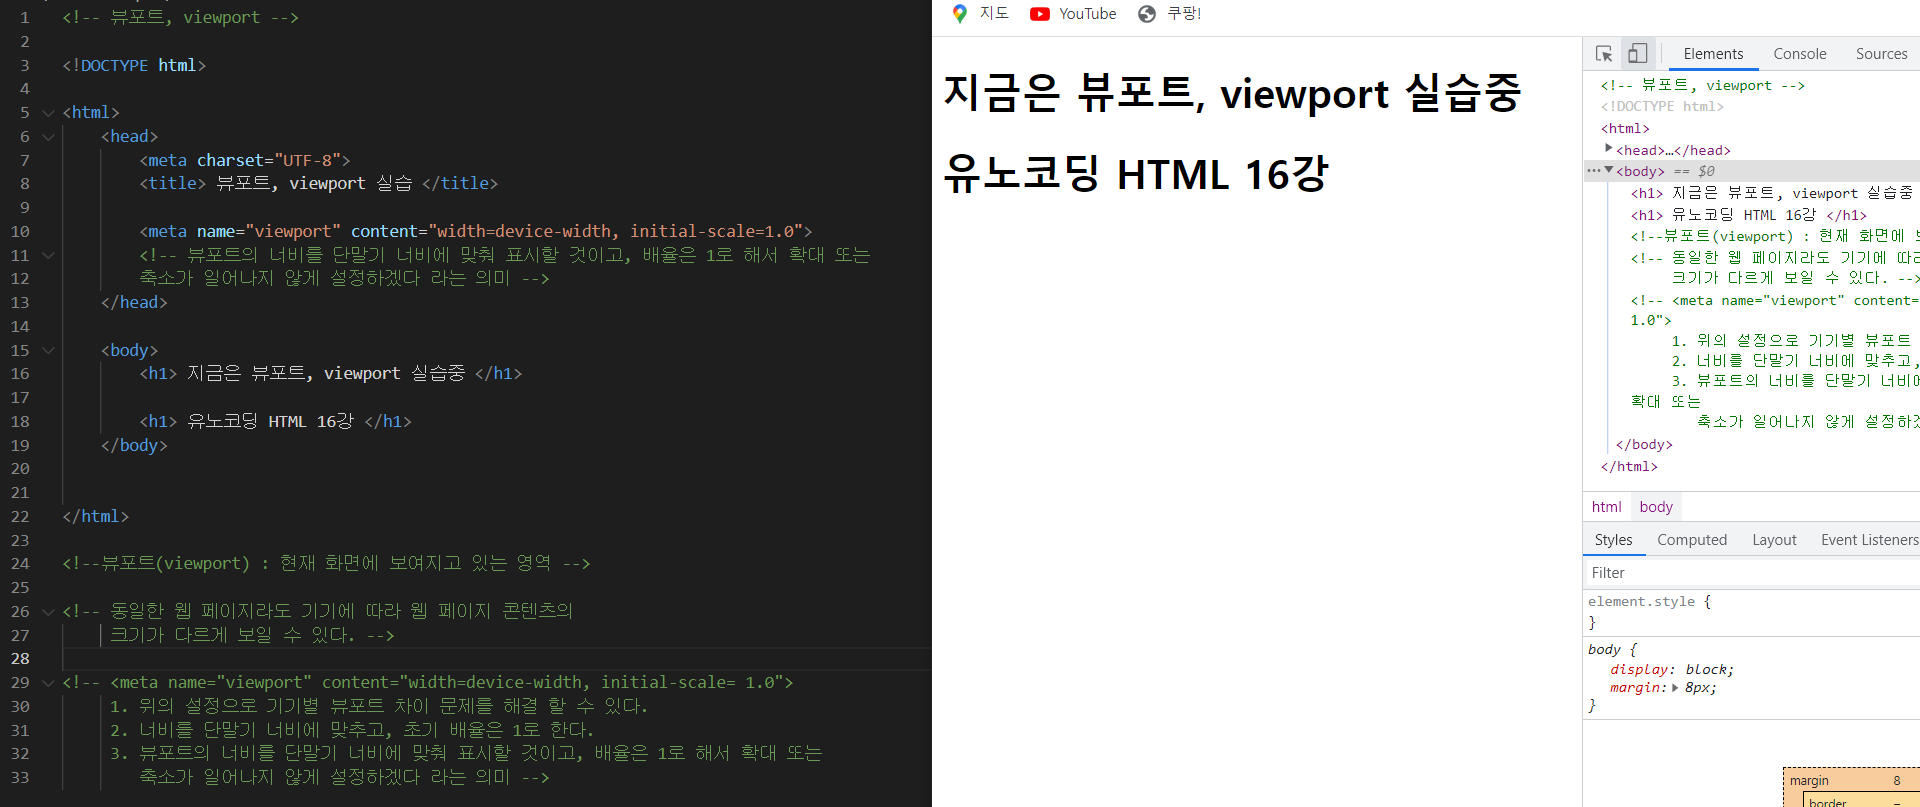 1 <!-- 뷰포트, viewport -->
2
3 <!DOCTYPE html>
4
5 <html>
6 <head>
7 <meta charset="UTF-8">
8 <title> 뷰포트, viewport 실습 </title>
9
10 <meta name="viewport" content="width=device-width, initial-scale=1.0">
11 <!-- 뷰포트의 너비를 단말기 너비에 맞춰 표시할 것이고, 배율은 1로 해서 확대 또는
12 축소가 일어나지 않게 설정하겠다 라는 의미 -->
13 </head>
14
15 <body>
16 <h1> 지금은 뷰포트, viewport 실습중 </h1>
17
18 <h1> 유노코딩 HTML 16강 </h1>
19 </body>
20
21
22 </html>
23
24 <!--뷰포트(viewport) : 현재 화면에 보여지고 있는 영역 -->
25
26 <!-- 동일한 웹 페이지라도 기기에 따라 웹 페이지 콘텐츠의
27 크기가 다르게 보일 수 있다. -->
28
29 <!-- <meta name="viewport" content="width=device-width, initial-scale= 1.0">
30 1. 위의 설정으로 기기별 뷰포트 차이 문제를 해결 할 수 있다.
31 2. 너비를 단말기 너비에 맞추고, 초기 배율은 1로 한다.
32 3. 뷰포트의 너비를 단말기 너비에 맞춰 표시할 것이고, 배율은 1로 해서 확대 또는
33 축소가 일어나지 않게 설정하겠다 라는 의미 -->
지도 YouTube 쿠팡!
지금은 뷰포트, viewport 실습중
유노코딩 HTML 16강
Elements Console Sources
<!-- 뷰포트, viewport -->
<!DOCTYPE html>
<html>
<head>…</head>
<body> == $0
<h1> 지금은 뷰포트, viewport 실습중
<h1> 유노코딩 HTML 16강 </h1>
<!--뷰포트(viewport) : 현재 화면에
<!-- 동일한 웹 페이지라도 기기에 따라
크기가 다르게 보일 수 있다. -->
<!-- <meta name="viewport" content=
1.0">
1. 위의 설정으로 기기별 뷰포트
2. 너비를 단말기 너비에 맞추고,
3. 뷰포트의 너비를 단말기 너비에
확대 또는
축소가 일어나지 않게 설정하겠
</body>
</html>
html body
Styles Computed Layout Event Listeners
Filter
element.style {
}
body {
display: block;
margin: 8px;
}
margin 8
border –